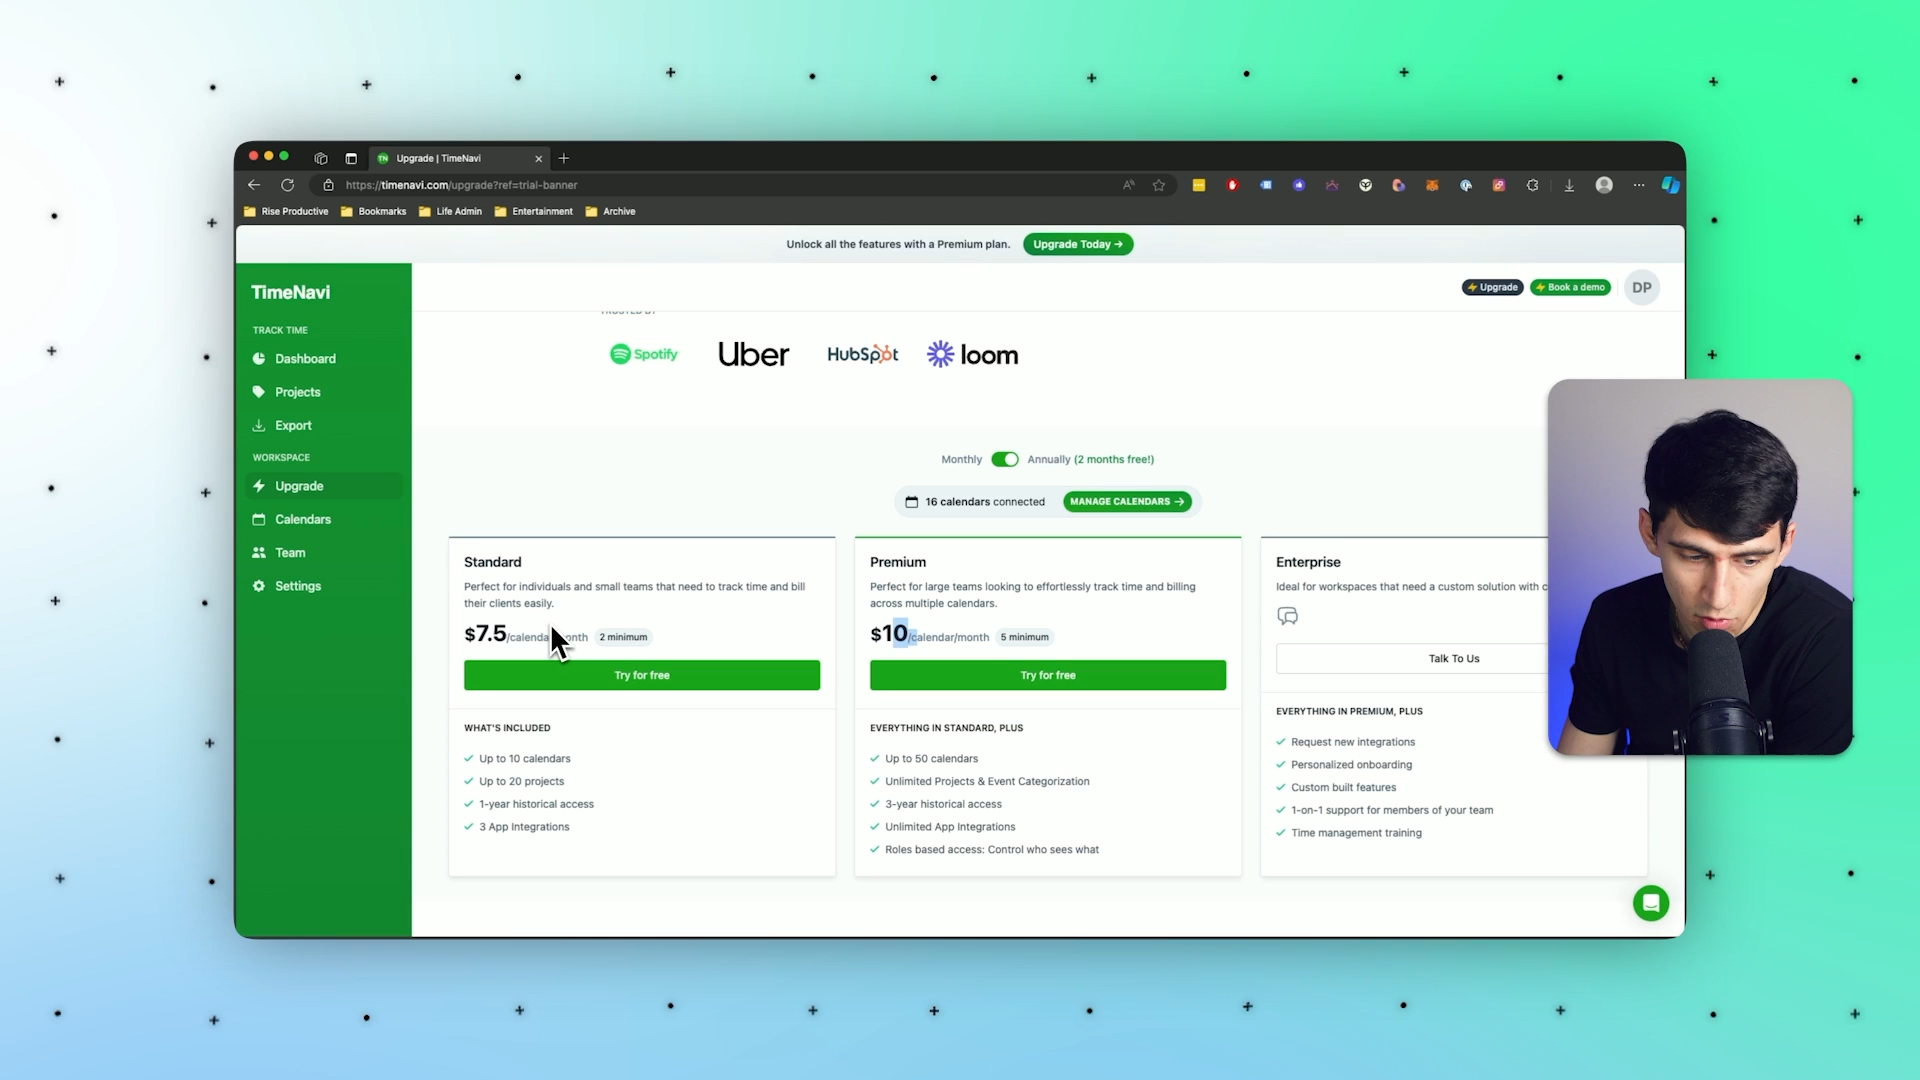 Upgrade | TimeNavi
https://timenavi.com/upgrade?ref=trial-banner
Rise Productive
Bookmarks
Life Admin
Entertainment
Archive
Unlock all the features with a Premium plan.
Upgrade Today →
TimeNavi
Upgrade
Book a demo
DP
TRACK TIME
Dashboard
Projects
Export
WORKSPACE
Upgrade
Calendars
Team
Settings
Spotify
Uber
HubSpot
loom
Monthly
Annually (2 months free!)
16 calendars connected
MANAGE CALENDARS →
Standard
Perfect for individuals and small teams that need to track time and bill
their clients easily.
$7.5
2 minimum
Try for free
WHAT'S INCLUDED
Up to 10 calendars
Up to 20 projects
1-year historical access
3 App Integrations
Premium
Perfect for large teams looking to effortlessly track time and billing
across multiple calendars.
$10/calendar/month 5 minimum
Try for free
EVERYTHING IN STANDARD, PLUS
Up to 50 calendars
Unlimited Projects & Event Categorization
3-year historical access
Unlimited App Integrations
Roles based access: Control who sees what
Enterprise
Ideal for workspaces that need a custom solution with
Talk To Us
EVERYTHING IN PREMIUM, PLUS
Request new integrations
Personalized onboarding
Custom built features
1-on-1 support for members of your team
Time management training